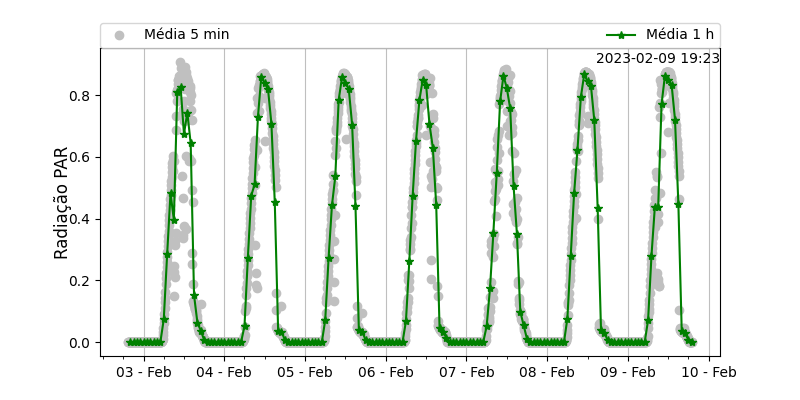 Média 5 min
Média 1 h
2023-02-09 19:23
Radiação PAR
0.8
0.6
0.4
0.2
0.0
03 - Feb
04 - Feb
05 - Feb
06 - Feb
07 - Feb
08 - Feb
09 - Feb
10 - Feb